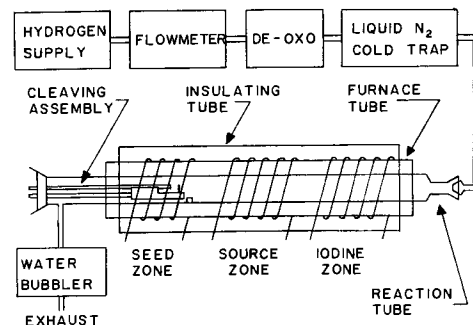 HYDROGEN
SUPPLY
FLOWMETER
DE-OXO
LIQUID N₂
COLD TRAP
CLEAVING
ASSEMBLY
INSULATING
TUBE
FURNACE
TUBE
SEED
ZONE
SOURCE
ZONE
IODINE
ZONE
WATER
BUBBLER
REACTION
TUBE
EXHAUST